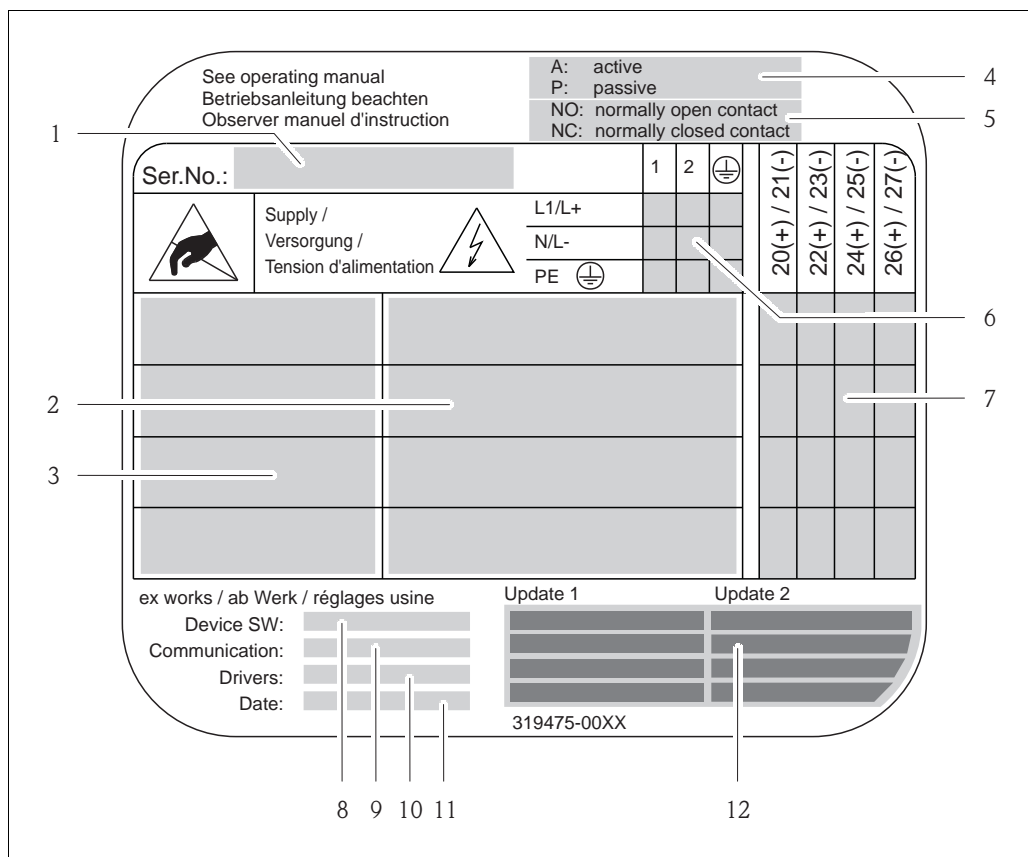 See operating manual
Betriebsanleitung beachten
Observer manuel d'instruction
A: active
P: passive
NO: normally open contact
NC: normally closed contact
4
5
1
Ser.No.:
1 2
20(+) / 21(-)
22(+) / 23(-)
24(+) / 25(-)
26(+) / 27(-)
Supply /
Versorgung /
Tension d'alimentation
L1/L+
N/L-
PE
6
2
7
3
ex works / ab Werk / réglages usine
Device SW:
Communication:
Drivers:
Date:
Update 1
Update 2
319475-00XX
8 9 10 11
12